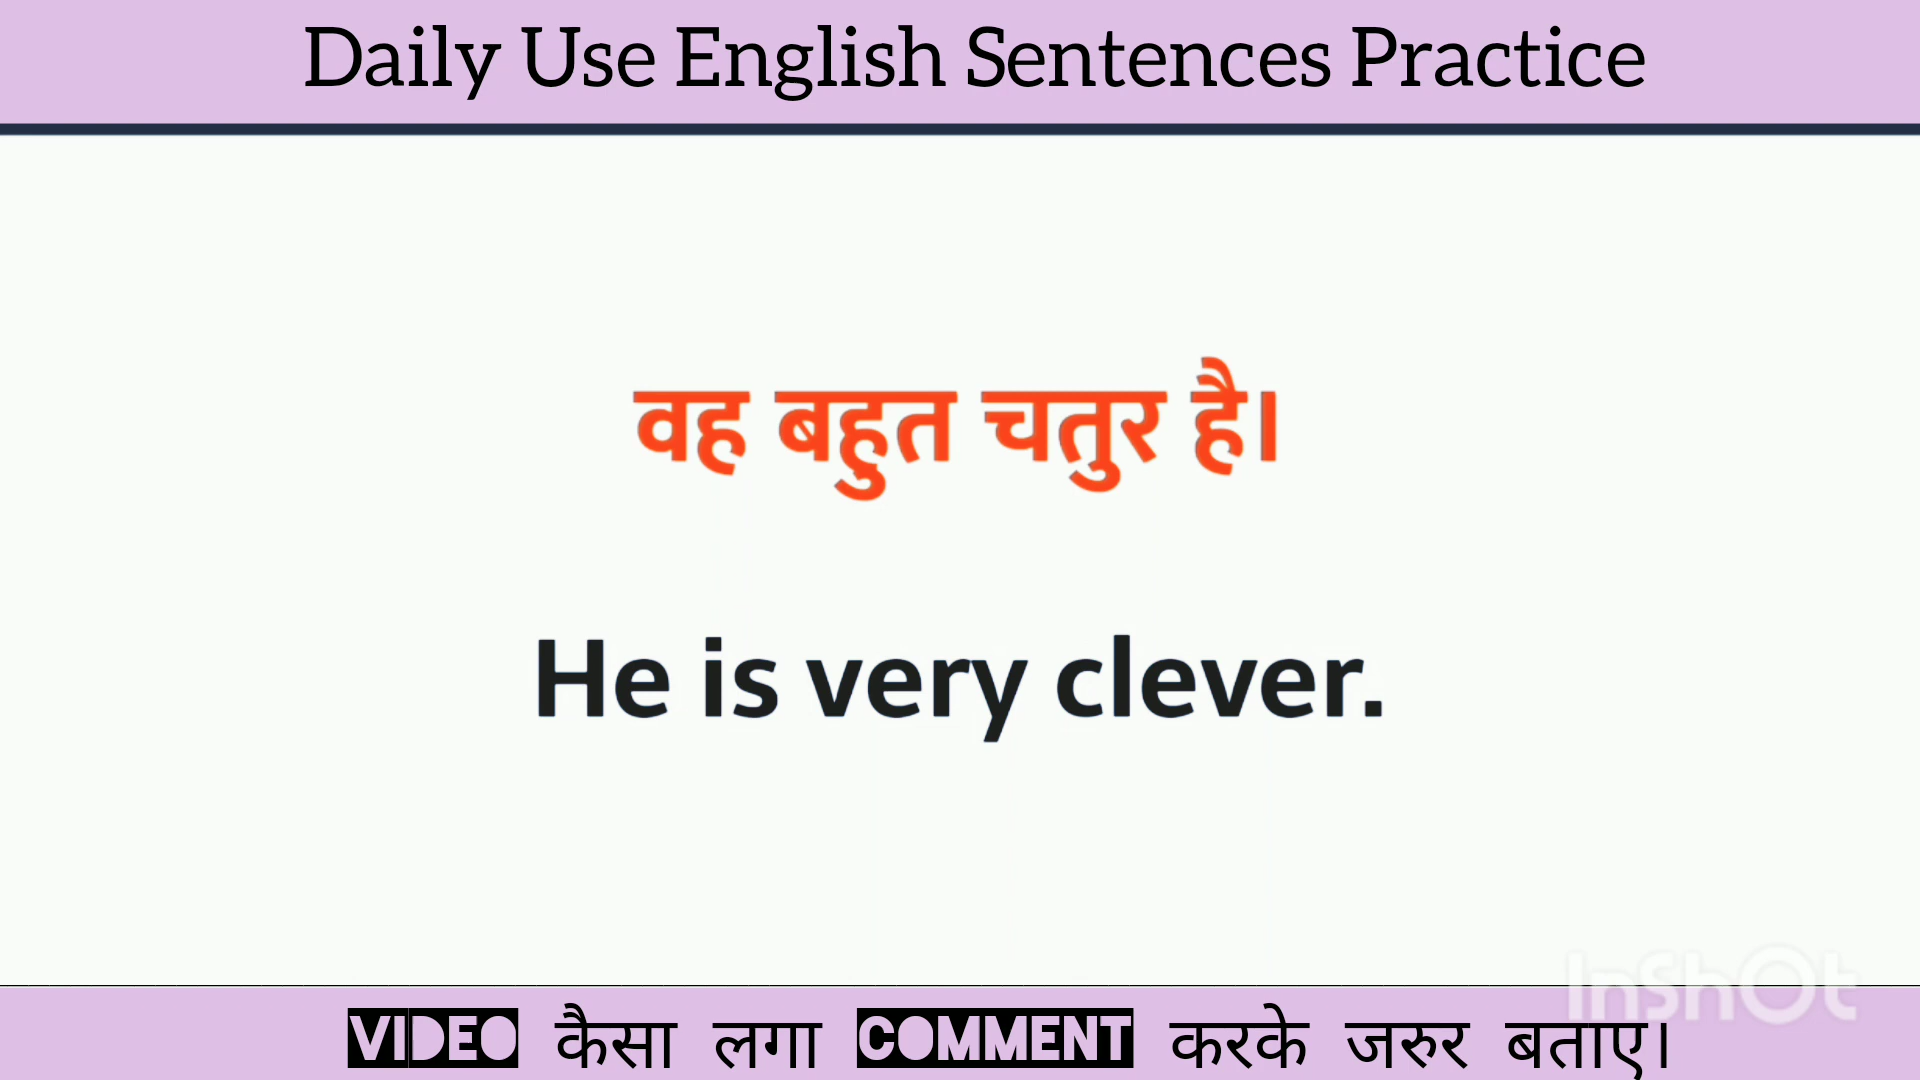 Daily Use English Sentences Practice
वह बहुत चतुर है।
He is very clever.
InShOt
VIDEO कैसा लगा COMMENT करके जरुर बताए।